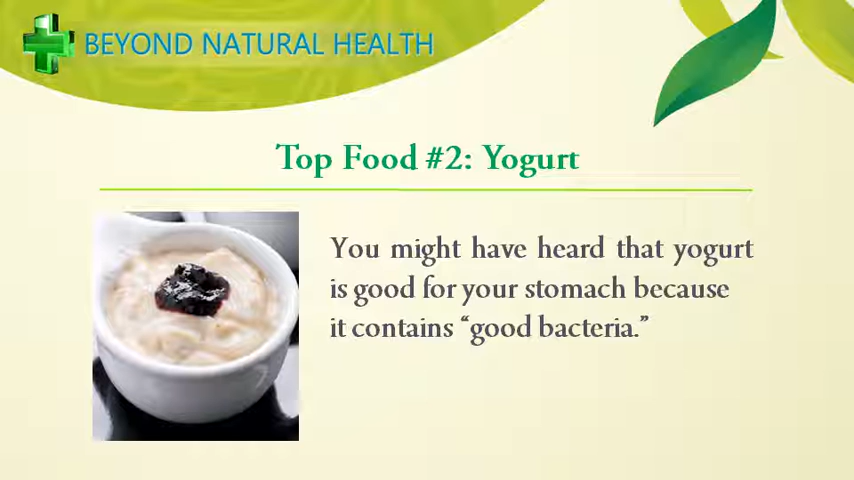 BEYOND NATURAL HEALTH
Top Food #2: Yogurt
You might have heard that yogurt
is good for your stomach because
it contains “good bacteria.”